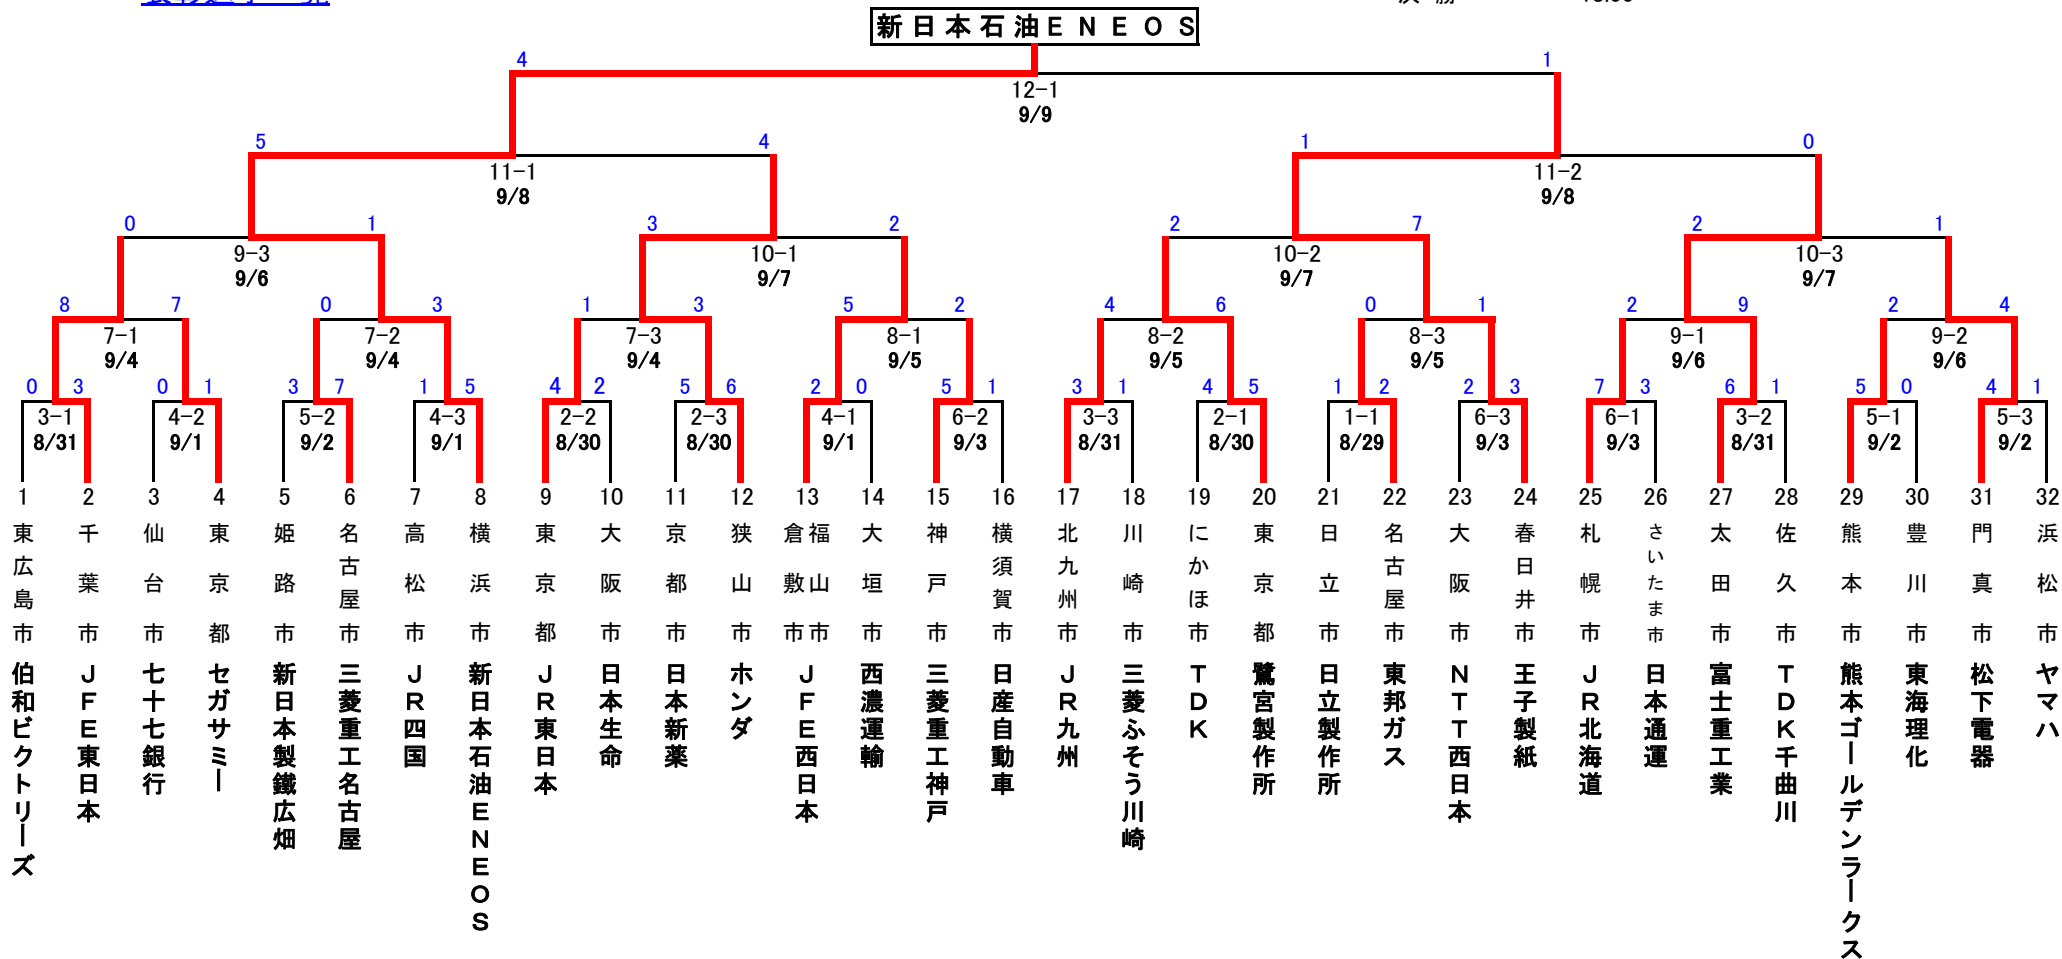 新日本石油ENEOS
4 1
12-1
9/9
5 4 1 0
11-1 11-2
9/8 9/8
0 1 3 2 2 7 2 1
9-3 10-1 10-2 10-3
9/6 9/7 9/7 9/7
8 7 0 3 1 3 5 2 4 6 0 1 2 9 2 4
7-1 7-2 7-3 8-1 8-2 8-3 9-1 9-2
9/4 9/4 9/4 9/5 9/5 9/5 9/6 9/6
0 3 0 1 3 7 1 5 4 2 5 6 2 0 5 1 3 1 4 5 1 2 2 3 7 3 6 1 5 0 4 1
3-1 4-2 5-2 4-3 2-2 2-3 4-1 6-2 3-3 2-1 1-1 6-3 6-1 3-2 5-1 5-3
8/31 9/1 9/2 9/1 8/30 8/30 9/1 9/3 8/31 8/30 8/29 9/3 9/3 8/31 9/2 9/2
1 東広島市 伯和ビクトリーズ
2 千葉市 JFE東日本
3 仙台市 七十七銀行
4 東京都 セガサミー
5 姫路市 新日本製鐵広畑
6 名古屋市 三菱重工名古屋
7 高松市 JR四国
8 横浜市 新日本石油ENEOS
9 東京都 JR東日本
10 大阪市 日本生命
11 京都市 日本新薬
12 狭山市 ホンダ
13 倉敷市 福山市 JFE西日本
14 大垣市 西濃運輸
15 神戸市 三菱重工神戸
16 横須賀市 日産自動車
17 北九州市 JR九州
18 川崎市 三菱ふそう川崎
19 にかほ市 TDK
20 東京都 鷺宮製作所
21 日立市 日立製作所
22 名古屋市 東邦ガス
23 大阪市 NTT西日本
24 春日井市 王子製紙
25 札幌市 JR北海道
26 さいたま市 日本通運
27 太田市 富士重工業
28 佐久市 TDK千曲川
29 熊本市 熊本ゴールデンラークス
30 豊川市 東海理化
31 門真市 松下電器
32 浜松市 ヤマハ